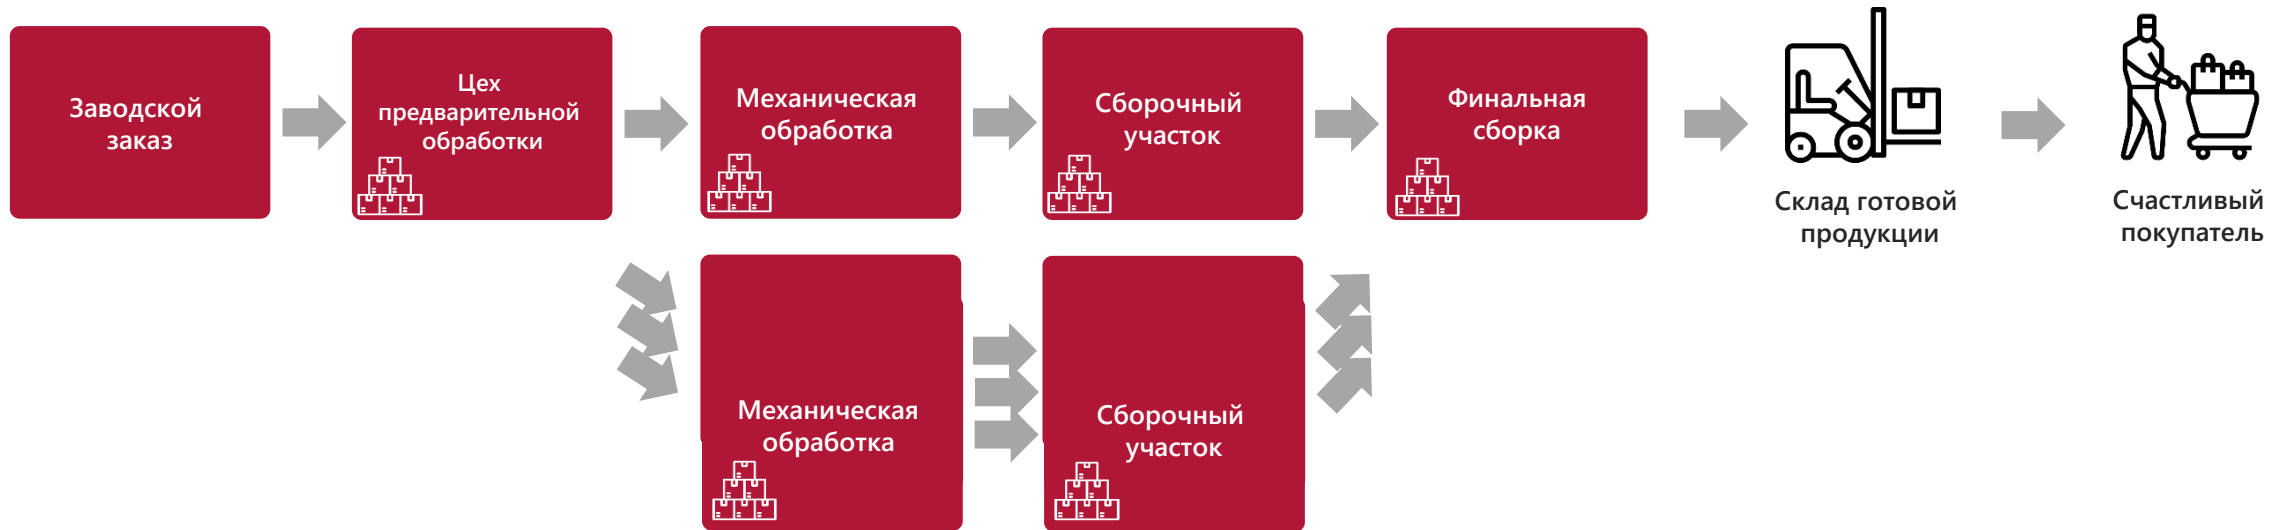 Заводской
заказ
Цех
предварительной
обработки
Механическая
обработка
Сборочный
участок
Финальная
сборка
Склад готовой
продукции
Счастливый
покупатель
Механическая
обработка
Сборочный
участок